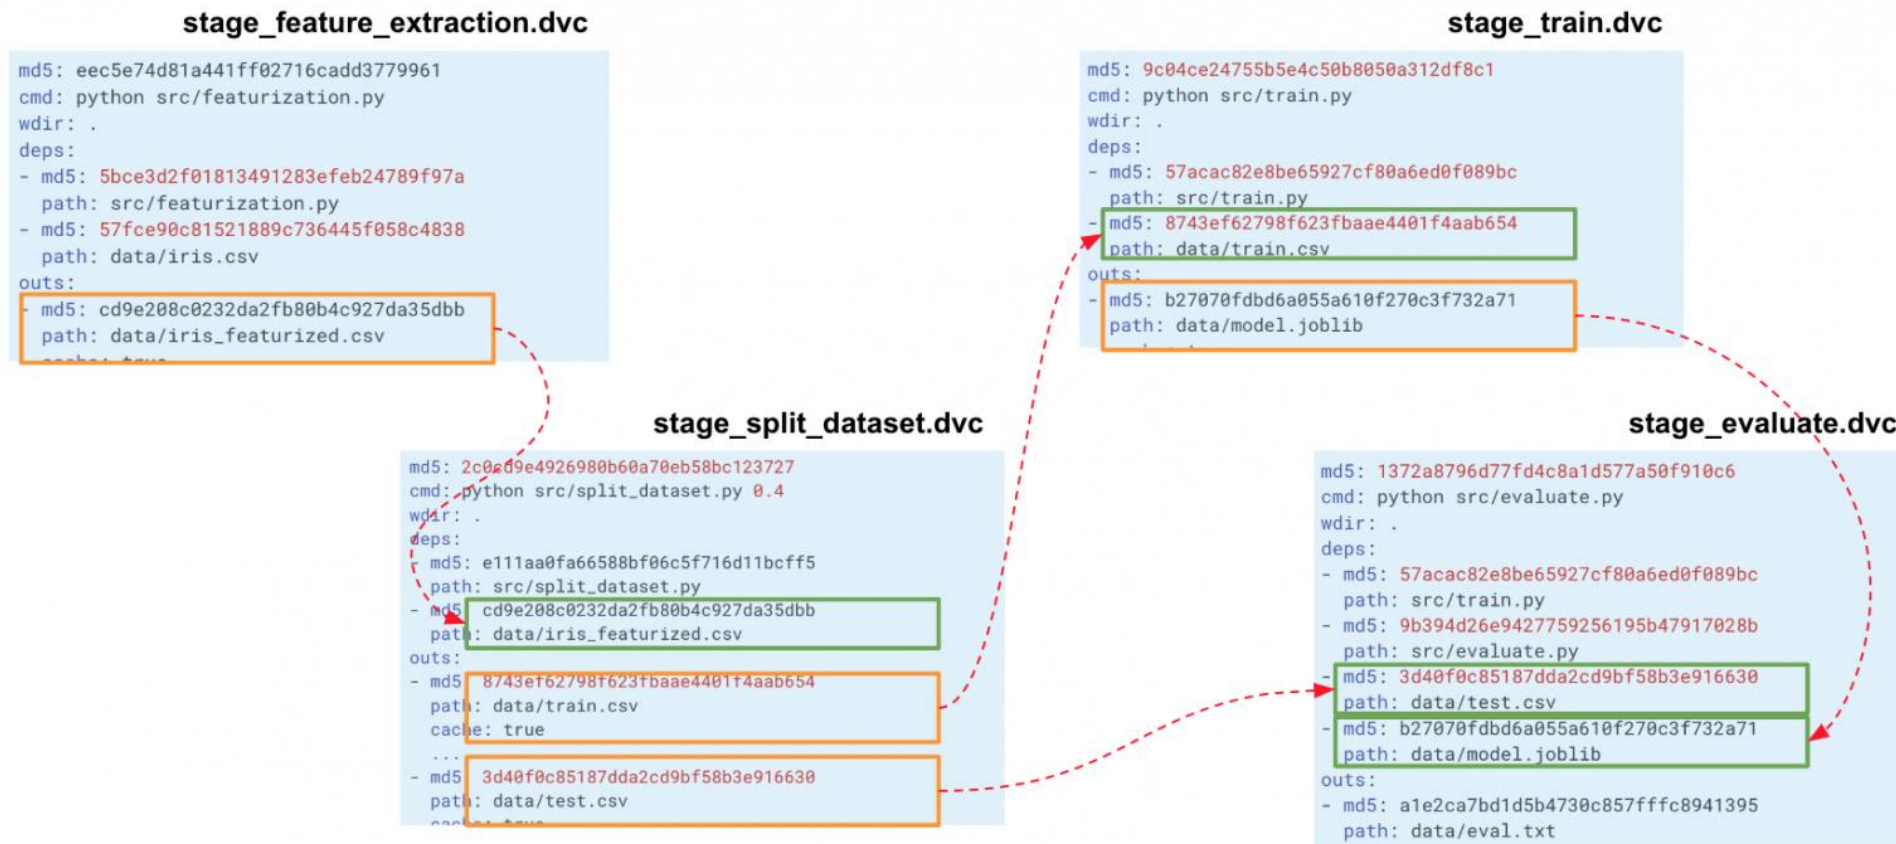 stage_feature_extraction.dvc
md5: eec5e74d81a441ff02716cadd3779961
cmd: python src/featurization.py
wdir: .
deps:
- md5: 5bce3d2f01813491283efeb24789f97a
path: src/featurization.py
- md5: 57fce90c81521889c736445f058c4838
path: data/iris.csv
outs:
- md5: cd9e208c0232da2fb80b4c927da35dbb
path: data/iris_featurized.csv
cache: true
stage_split_dataset.dvc
md5: 2c0cd9e4926980b60a70eb58bc123727
cmd: python src/split_dataset.py 0.4
wdir: .
deps:
- md5: e111aa0fa66588bf06c5f716d11bcff5
path: src/split_dataset.py
- md5 cd9e208c0232da2fb80b4c927da35dbb
path: data/iris_featurized.csv
outs:
- md5 8743ef62798f623fbaae4401f4aab654
path: data/train.csv
cache: true
...
- md5 3d40f0c85187dda2cd9bf58b3e916630
path: data/test.csv
cache: true
stage_train.dvc
md5: 9c04ce24755b5e4c50b8050a312df8c1
cmd: python src/train.py
wdir: .
deps:
- md5: 57acac82e8be65927cf80a6ed0f089bc
path: src/train.py
- md5: 8743ef62798f623fbaae4401f4aab654
path: data/train.csv
outs:
- md5: b27070fdbd6a055a610f270c3f732a71
path: data/model.joblib
stage_evaluate.dvc
md5: 1372a8796d77fd4c8a1d577a50f910c6
cmd: python src/evaluate.py
wdir: .
deps:
- md5: 57acac82e8be65927cf80a6ed0f089bc
path: src/train.py
- md5: 9b394d26e9427759256195b47917028b
path: src/evaluate.py
- md5: 3d40f0c85187dda2cd9bf58b3e916630
path: data/test.csv
- md5: b27070fdbd6a055a610f270c3f732a71
path: data/model.joblib
outs:
- md5: a1e2ca7bd1d5b4730c857fffc8941395
path: data/eval.txt